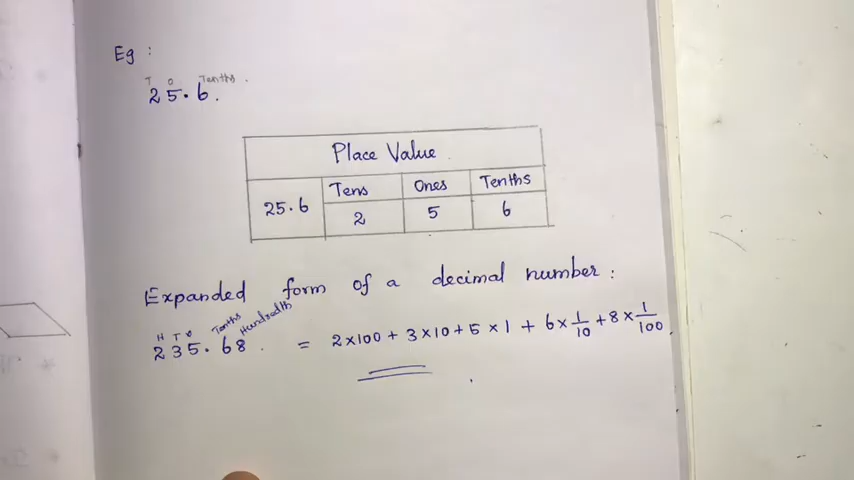 Eg :
T O Tenths
25.6.
Place Value
25.6 Tens Ones Tenths
2 5 6
Expanded form of a decimal number :
H T O Tenths Hundredth
235.68 = 2×100 + 3×10 + 5×1 + 6×1/10 + 8×1/100